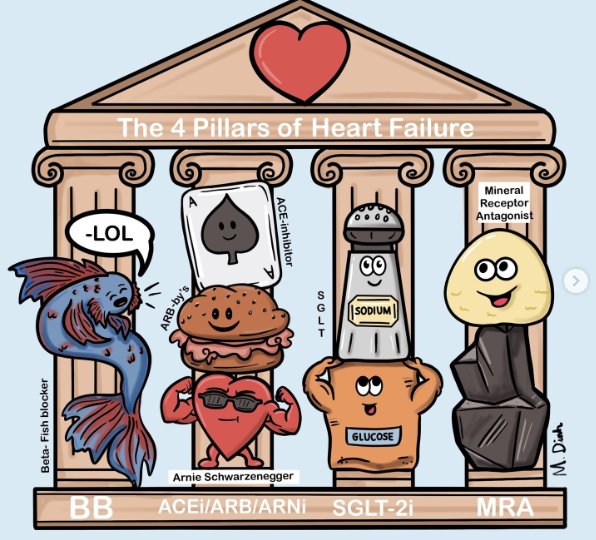 The 4 Pillars of Heart Failure
-LOL
Beta- Fish blocker
A
A
ACE-inhibitor
ARB-by's
Arnie Schwarzenegger
S
G
L
T
SODIUM
GLUCOSE
Mineral
Receptor
Antagonist
M. Dinh
BB
ACEi/ARB/ARNi
SGLT-2i
MRA